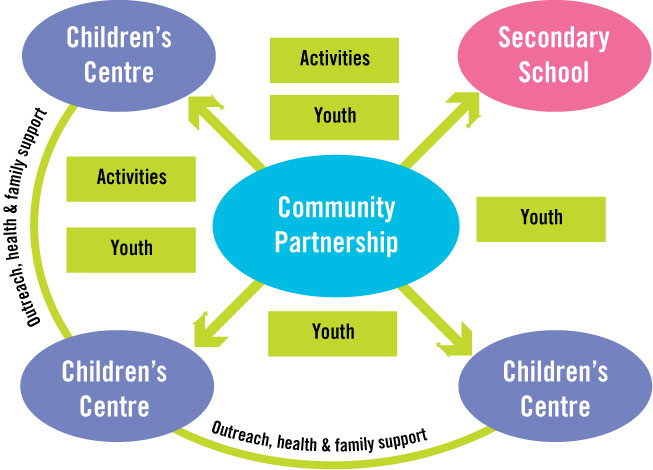 Children's
Centre
Activities
Youth
Secondary
School
Outreach, health & family support
Activities
Youth
Community
Partnership
Youth
Youth
Children's
Centre
Children's
Centre
Outreach, health & family support